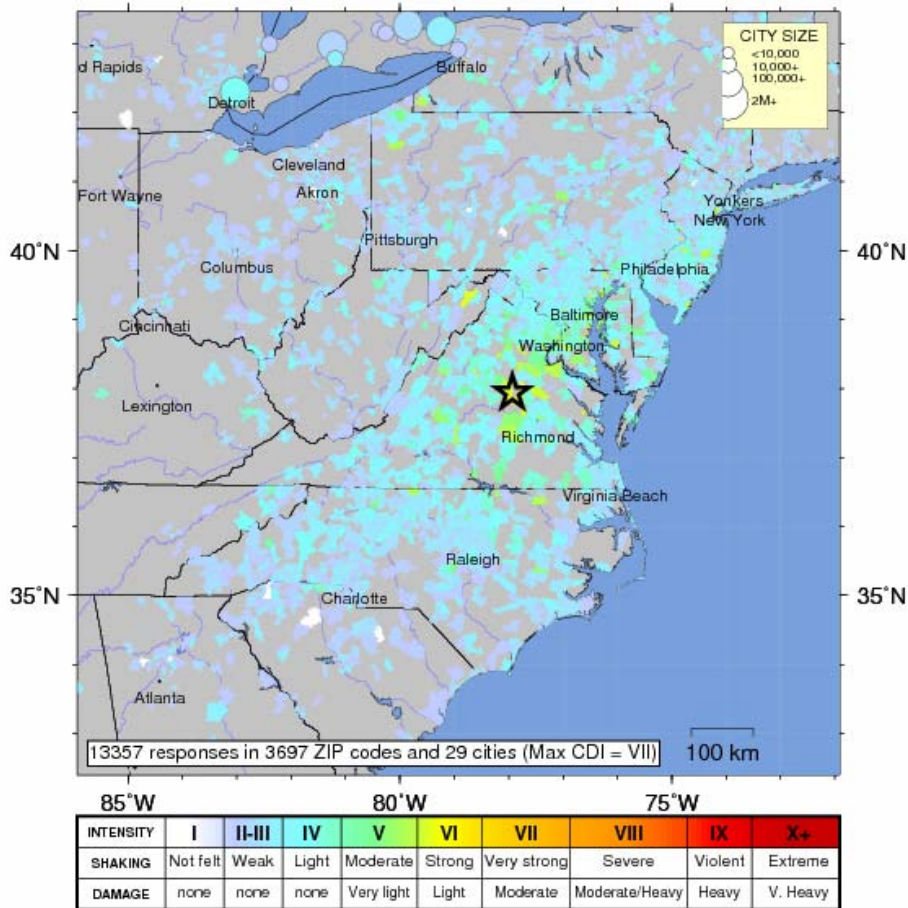 CITY SIZE
<10,000
10,000+
100,000+
2M+
d Rapids
Buffalo
Detroit
Cleveland
Akron
Fort Wayne
Yonkers
New York
40˚N
Pittsburgh
40˚N
Columbus
Philadelphia
Baltimore
Cincinnati
Washington
Lexington
Richmond
Virginia Beach
Raleigh
35˚N
Charlotte
35˚N
Atlanta
13357 responses in 3697 ZIP codes and 29 cities (Max CDI = VII)
100 km
85˚W 80˚W 75˚W
INTENSITY I II-III IV V VI VII VIII IX X+
SHAKING Not felt Weak Light Moderate Strong Very strong Severe Violent Extreme
DAMAGE none none none Very light Light Moderate Moderate/Heavy Heavy V. Heavy